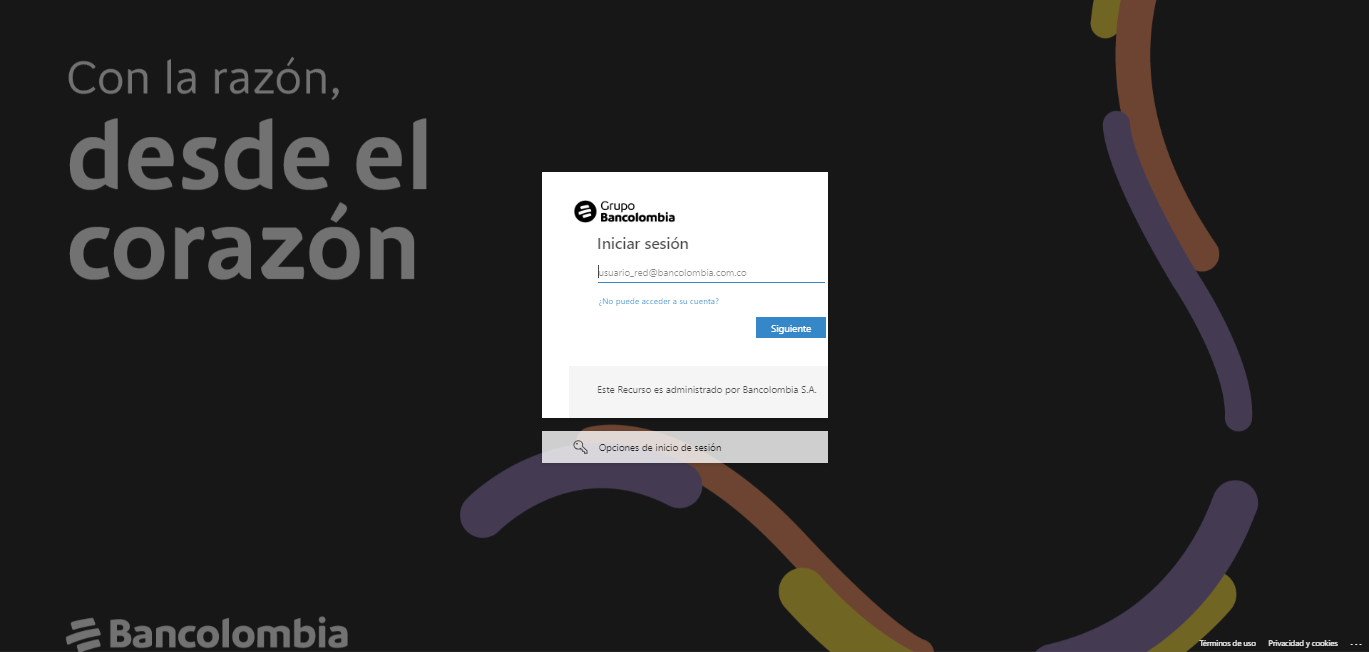 Con la razón,
desde el
corazón
Grupo
Bancolombia
Iniciar sesión
usuario_red@bancolombia.com.co
¿No puede acceder a su cuenta?
Siguiente
Este Recurso es administrado por Bancolombia S.A.
Opciones de inicio de sesión
Bancolombia
Términos de uso Privacidad y cookies ...